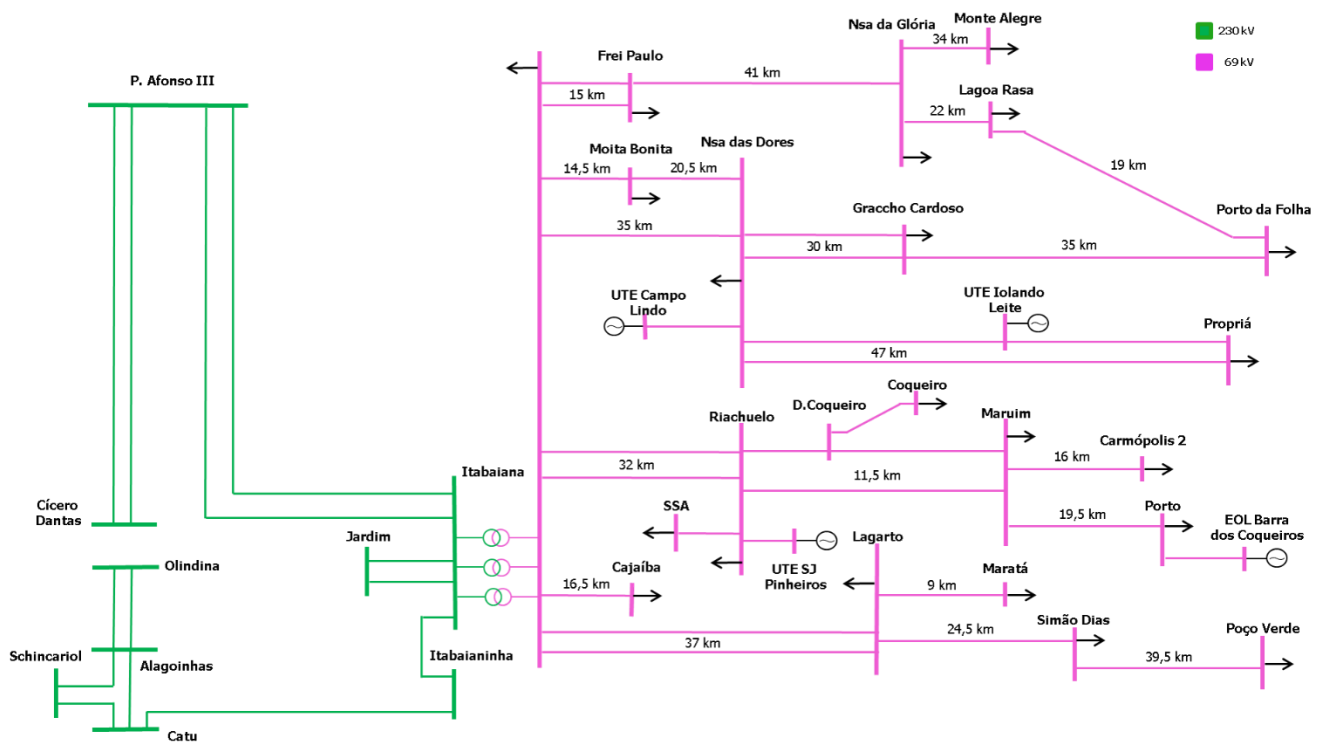 Monte Alegre
Nsa da Glória
230 kV
34 km
Frei Paulo
69 kV
P. Afonso III
41 km
Lagoa Rasa
15 km
22 km
Nsa das Dores
Moita Bonita
14,5 km
20,5 km
19 km
Graccho Cardoso
Porto da Folha
35 km
30 km
35 km
UTE Campo
Lindo
UTE Iolando
Leite
Propriá
47 km
Coqueiro
D.Coqueiro
Riachuelo
Maruim
Carmópolis 2
Itabaiana
32 km
16 km
11,5 km
Cícero
Dantas
SSA
Porto
19,5 km
EOL Barra
dos Coqueiros
Jardim
Lagarto
Olindina
Cajaíba
UTE SJ
Pinheiros
Maratá
16,5 km
9 km
Simão Dias
Poço Verde
24,5 km
37 km
Schincariol
Alagoinhas
Itabaianinha
39,5 km
Catu